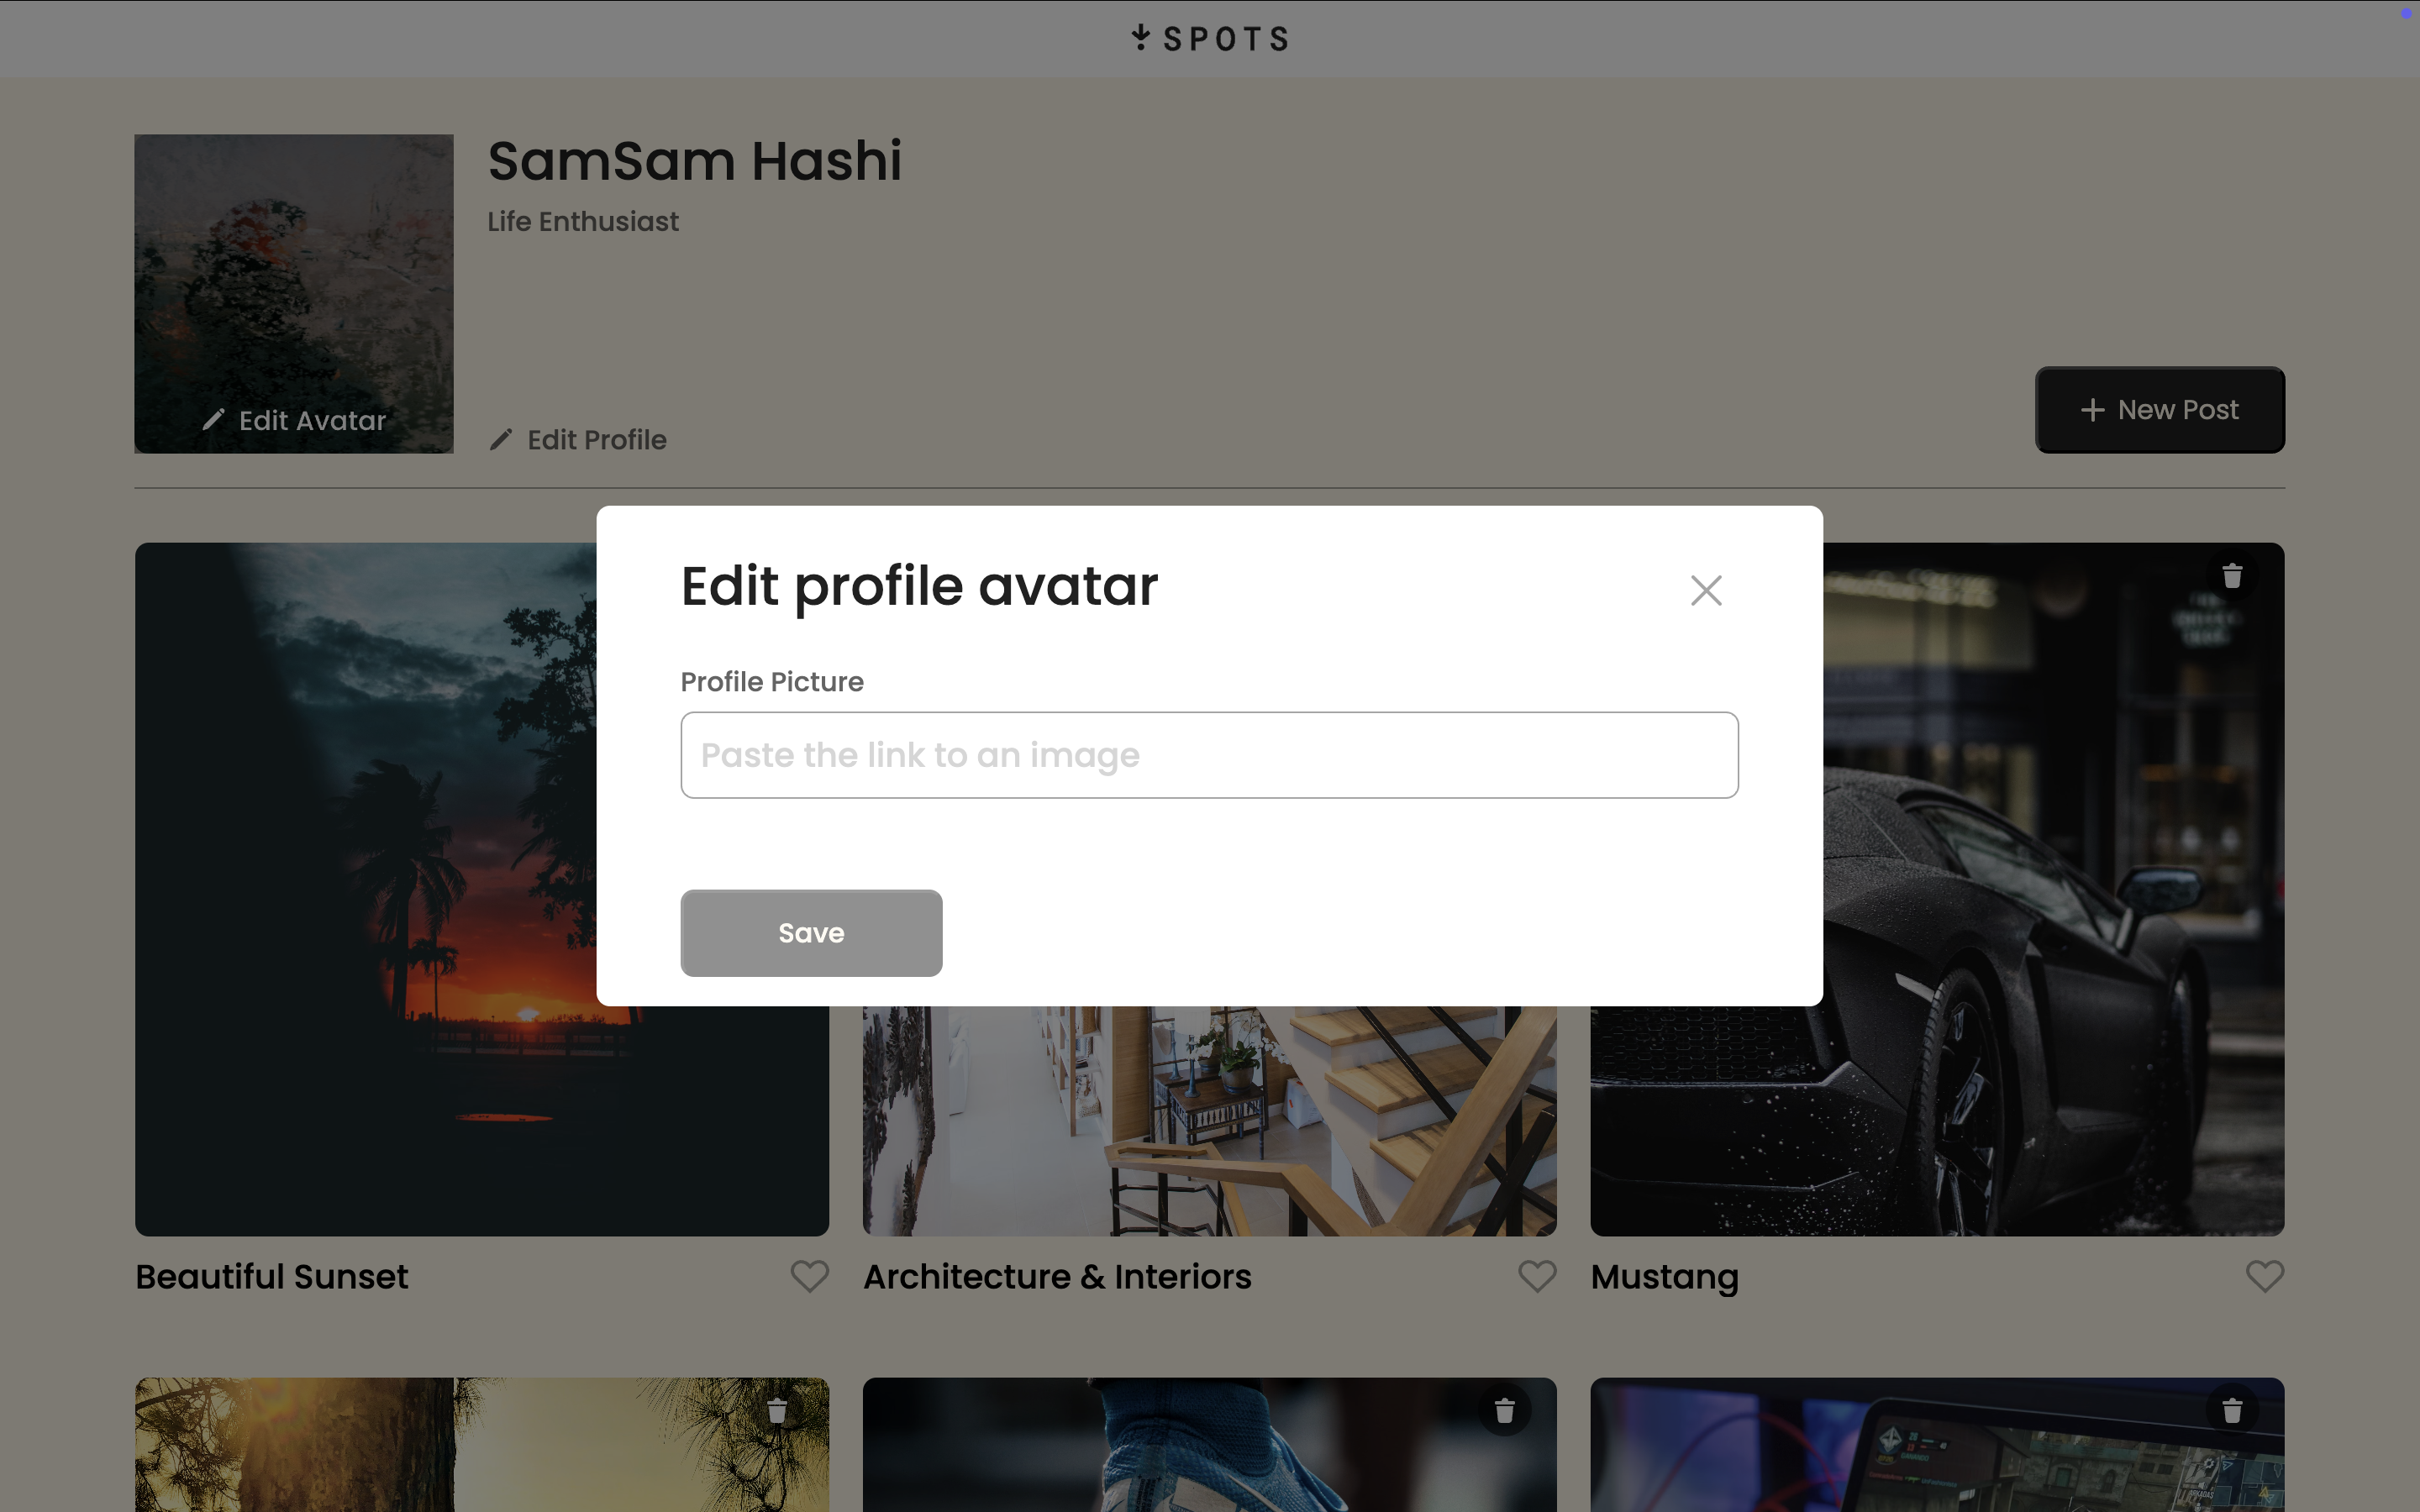 SPOTS
SamSam Hashi
Life Enthusiast
Edit Avatar
Edit Profile
New Post
Edit profile avatar
Profile Picture
Paste the link to an image
Save
Beautiful Sunset
Architecture & Interiors
Mustang